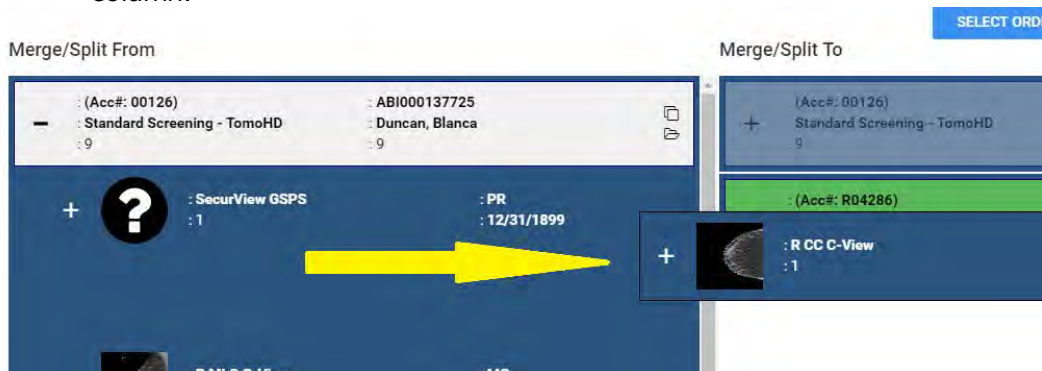 SELECT ORD
Merge/Split From
Merge/Split To
: (Acc#: 00126)
: Standard Screening - TomoHD
: 9
: ABI000137725
: Duncan, Blanca
: 9
(Acc#: 00126)
Standard Screening - TomoHD
9
?
: SecurView GSPS
: 1
: PR
: 12/31/1899
: (Acc#: R04286)
: R CC C-View
: 1